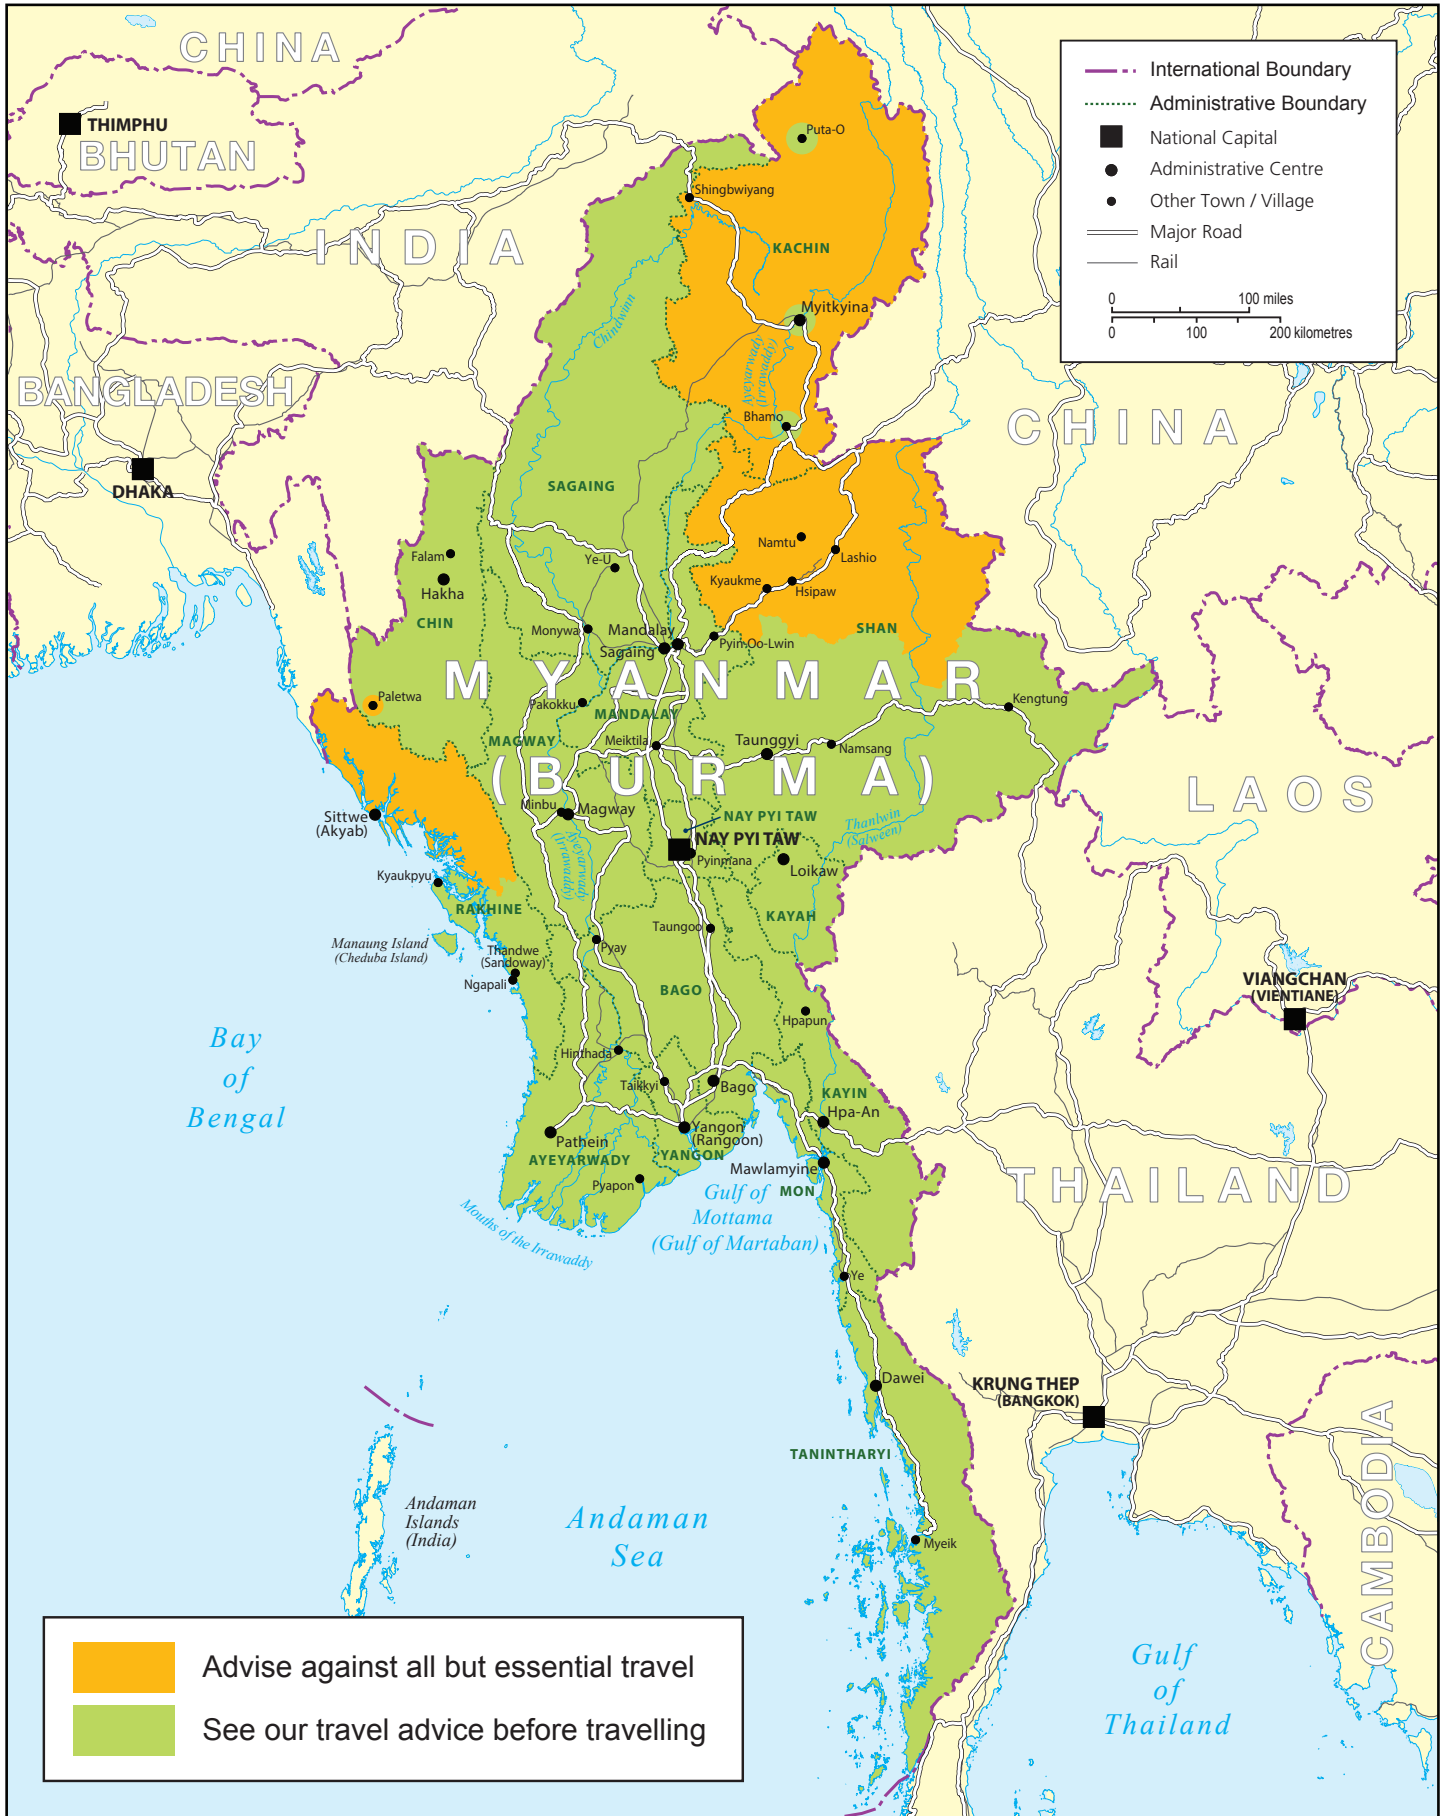 CHINA
THIMPHU
BHUTAN
INDIA
BANGLADESH
DHAKA
International Boundary
Administrative Boundary
National Capital
Administrative Centre
Other Town / Village
Major Road
Rail
0 100 miles
0 100 200 kilometres
Puta-O
Shingbwiyang
KACHIN
Chindwinn
Myitkyina
Ayeyarwady
(Irrawaddy)
Bhamo
CHINA
SAGAING
Namtu
Lashio
Falam
Ye-U
Kyaukme
Hsipaw
Hakha
CHIN
SHAN
Monywa
Mandalay
Sagaing
Pyin-Oo-Lwin
MYANMAR
Paletwa
Pakokku
MANDALAY
Kengtung
MAGWAY
Meiktila
Taunggyi
Namsang
(BURMA)
LAOS
Minbu
Magway
Sittwe
(Akyab)
NAY PYI TAW
Thanlwin
(Salween)
NAY PYI TAW
Pyinmana
Ayeyarwady
(Irrawaddy)
Loikaw
Kyaukpyu
RAKHINE
KAYAH
Taungoo
Manaung Island
(Cheduba Island)
Pyay
Thandwe
(Sandoway)
Ngapali
VIANGCHAN
(VIENTIANE)
BAGO
Hpapun
Bay
of
Bengal
Hinthada
Taikkyi
Bago
KAYIN
Hpa-An
Pathein
Yangon
(Rangoon)
AYEYARWADY
YANGON
Mawlamyine
Pyapon
MON
Gulf of
Mottama
(Gulf of Martaban)
Mouths of the Irrawaddy
THAILAND
Ye
Dawei
KRUNG THEP
(BANGKOK)
TANINTHARYI
CAMBODIA
Andaman
Islands
(India)
Andaman
Sea
Myeik
Gulf
of
Thailand
Advise against all but essential travel
See our travel advice before travelling